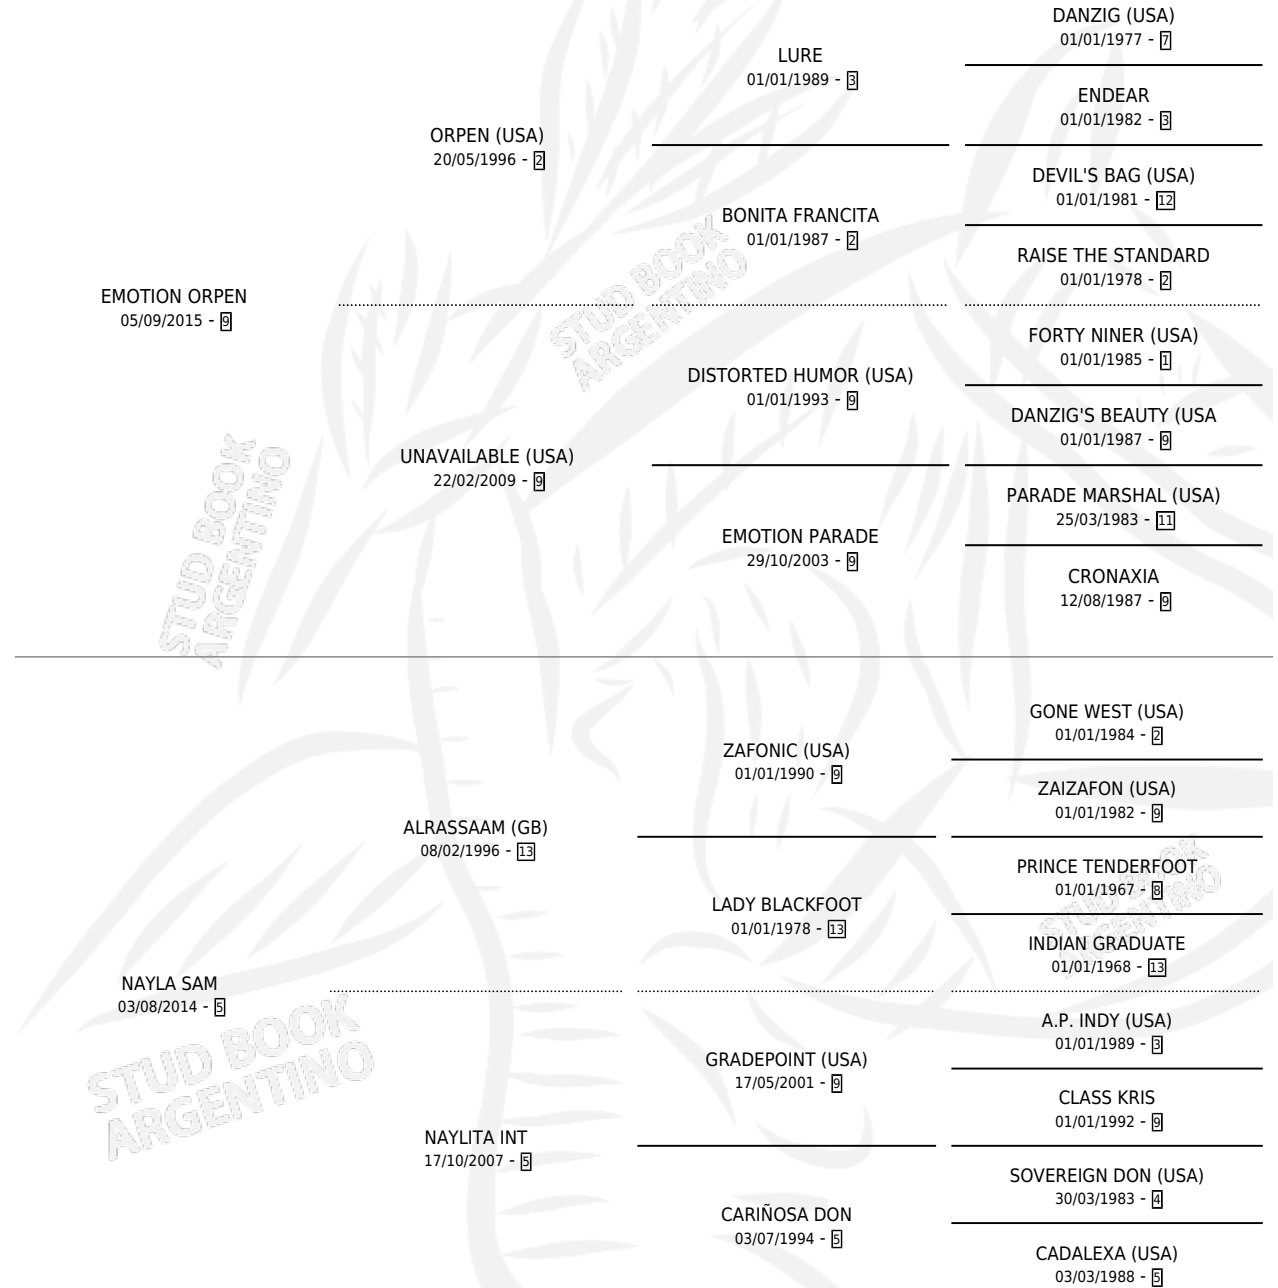 DANZIG (USA)
01/01/1977 - 7
LURE
01/01/1989 - 3
ENDEAR
01/01/1982 - 3
ORPEN (USA)
20/05/1996 - 2
DEVIL'S BAG (USA)
01/01/1981 - 12
BONITA FRANCITA
01/01/1987 - 2
RAISE THE STANDARD
01/01/1978 - 2
EMOTION ORPEN
05/09/2015 - 9
FORTY NINER (USA)
01/01/1985 - 1
DISTORTED HUMOR (USA)
01/01/1993 - 9
DANZIG'S BEAUTY (USA
01/01/1987 - 9
UNAVAILABLE (USA)
22/02/2009 - 9
PARADE MARSHAL (USA)
25/03/1983 - 11
EMOTION PARADE
29/10/2003 - 9
CRONAXIA
12/08/1987 - 9
STUD BOOK
ARGENTINO
STUD BOOK
ARGENTINO
GONE WEST (USA)
01/01/1984 - 2
ZAFONIC (USA)
01/01/1990 - 9
ZAIZAFON (USA)
01/01/1982 - 9
ALRASSAAM (GB)
08/02/1996 - 13
PRINCE TENDERFOOT
01/01/1967 - 8
LADY BLACKFOOT
01/01/1978 - 13
INDIAN GRADUATE
01/01/1968 - 13
NAYLA SAM
03/08/2014 - 5
A.P. INDY (USA)
01/01/1989 - 3
GRADEPOINT (USA)
17/05/2001 - 9
CLASS KRIS
01/01/1992 - 9
NAYLITA INT
17/10/2007 - 5
SOVEREIGN DON (USA)
30/03/1983 - 4
CARIÑOSA DON
03/07/1994 - 5
CADALEXA (USA)
03/03/1988 - 5
STUD BOOK
ARGENTINO
STUD BOOK
ARGENTINO